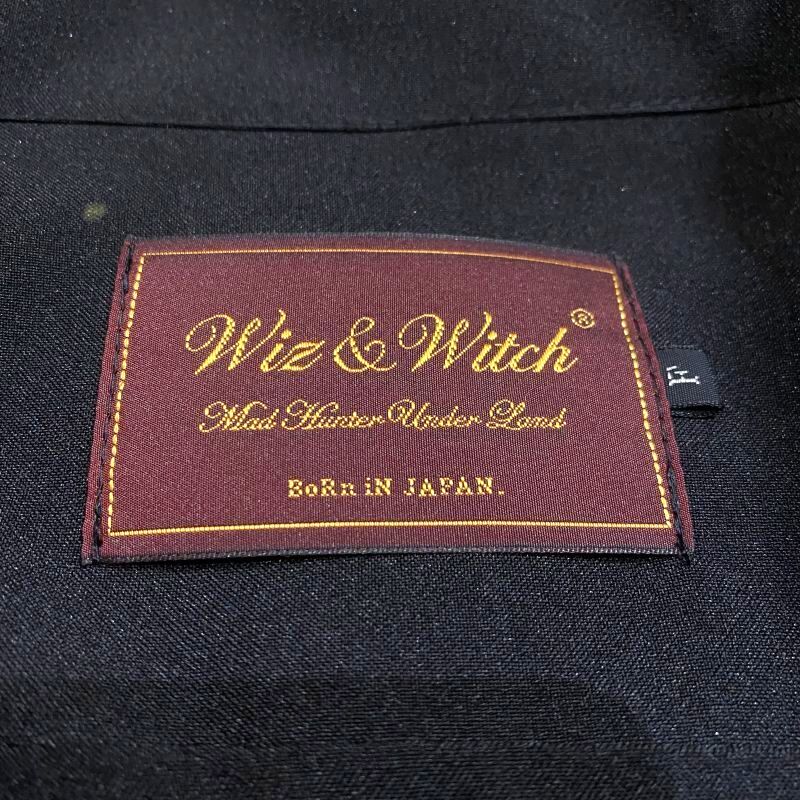 Wiz & Witch®
Mad Hunter Under Land
BoRn iN JAPAN.
F